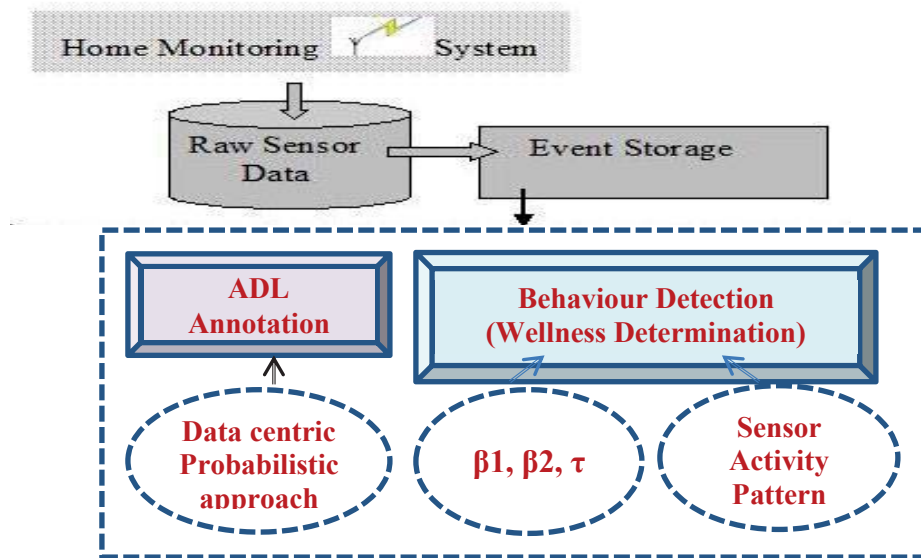 Home Monitoring System
Raw Sensor
Data
Event Storage
ADL
Annotation
Behaviour Detection
(Wellness Determination)
Data centric
Probabilistic
approach
β1, β2, τ
Sensor
Activity
Pattern